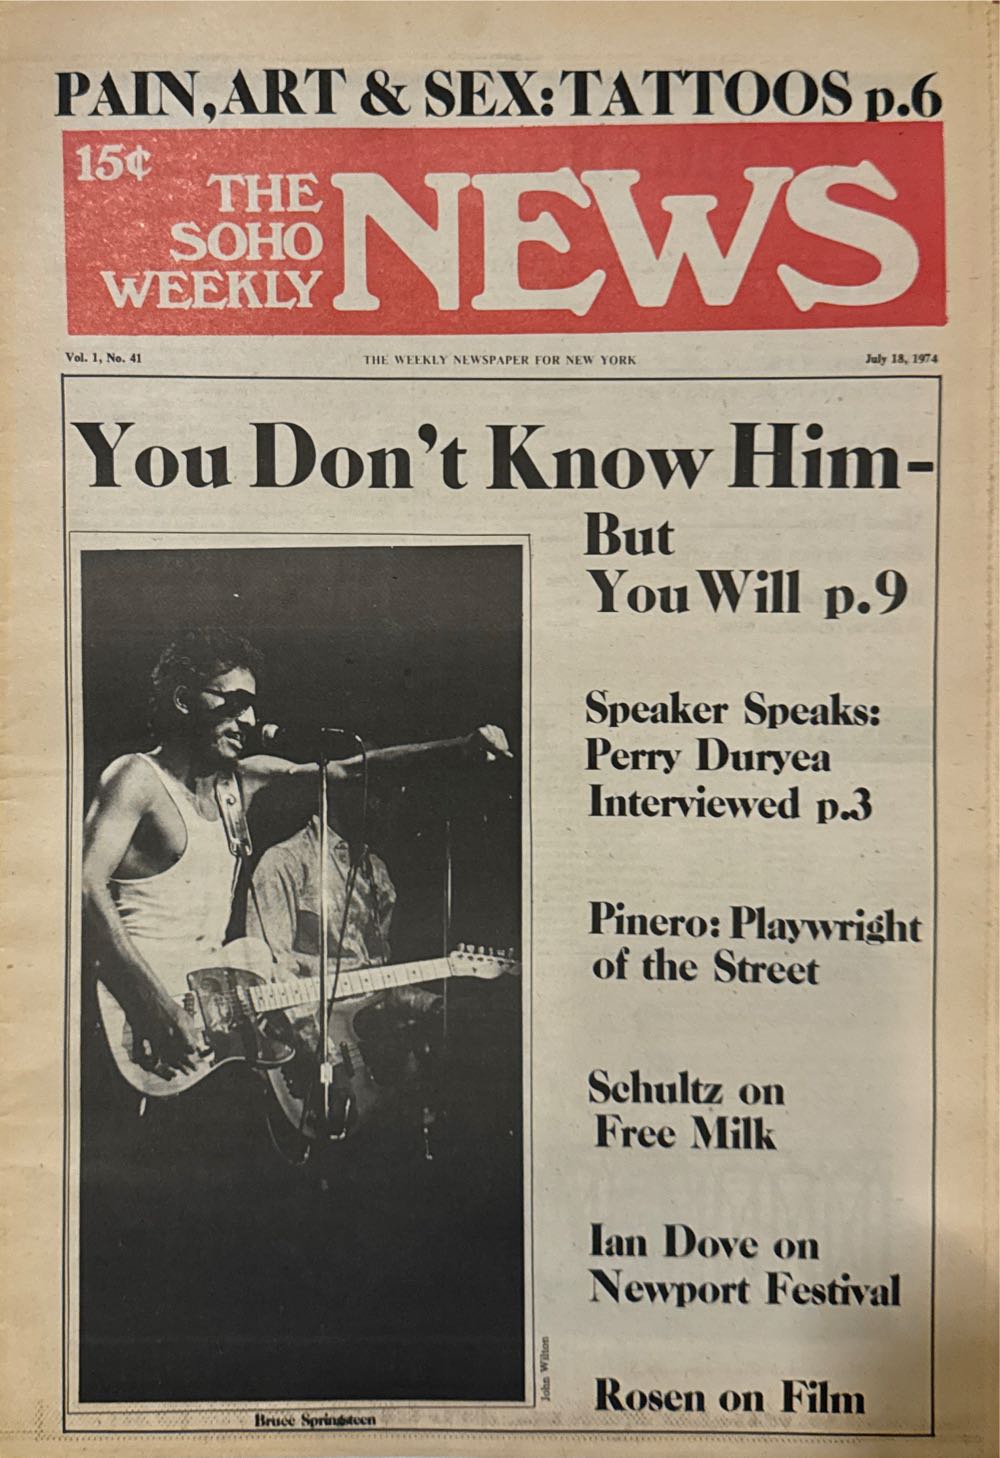 PAIN, ART & SEX: TATTOOS p.6
15¢
THE
SOHO
WEEKLY
NEWS
Vol. 1, No. 41
THE WEEKLY NEWSPAPER FOR NEW YORK
July 18, 1974
You Don't Know Him-
But
You Will p.9
Speaker Speaks:
Perry Duryea
Interviewed p.3
Pinero: Playwright
of the Street
Schultz on
Free Milk
Ian Dove on
Newport Festival
Rosen on Film
John Wilton
Bruce Springsteen